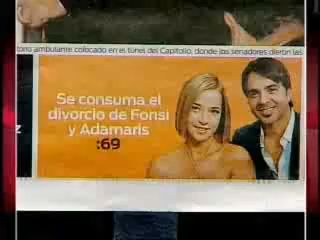 torio ambulante colocado en el túnel del Capitolio, donde los senadores dieron las
Se consuma el
divorcio de Fonsi
y Adamaris
:69
z